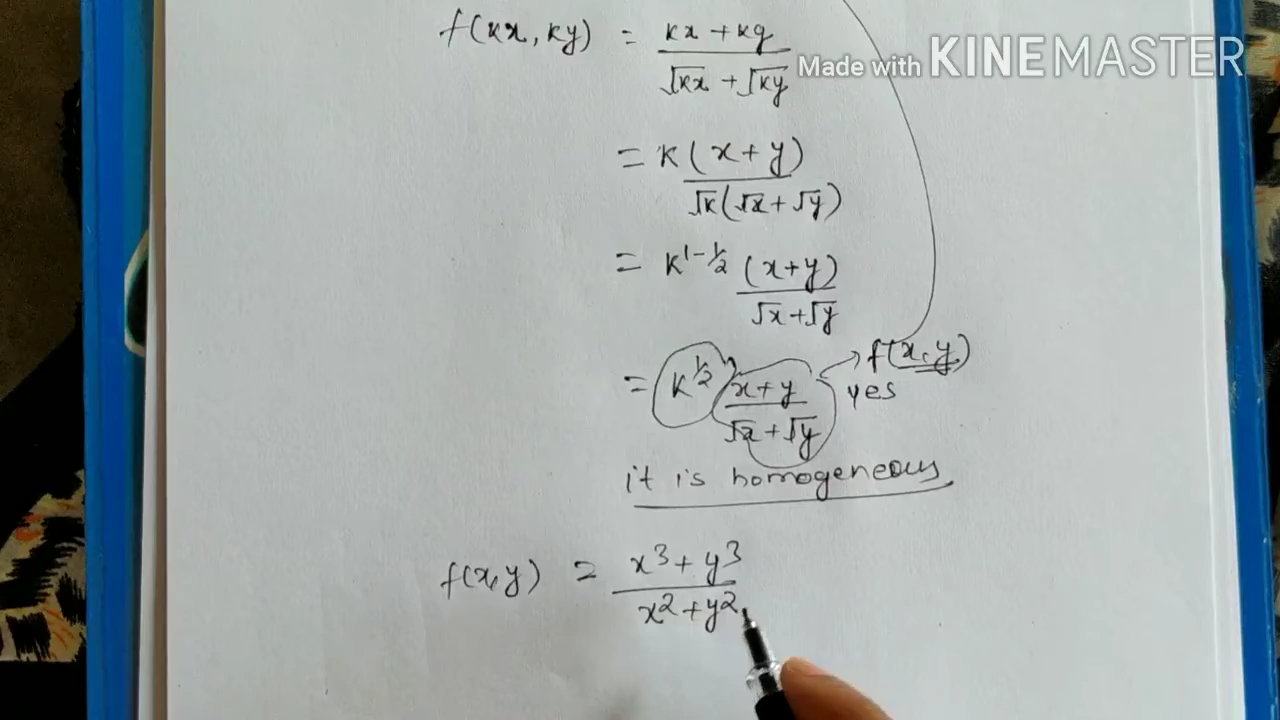 f(kx, ky) = kx + ky / √kx + √ky
Made with KINEMASTER
= k (x + y) / √k (√x + √y)
= k^1-1/2 (x+y) / √x + √y
= k^1/2 x+y / √x + √y → f(x, y)
yes
it is homogeneous
f(x, y) = x^3 + y^3 / x^2 + y^2